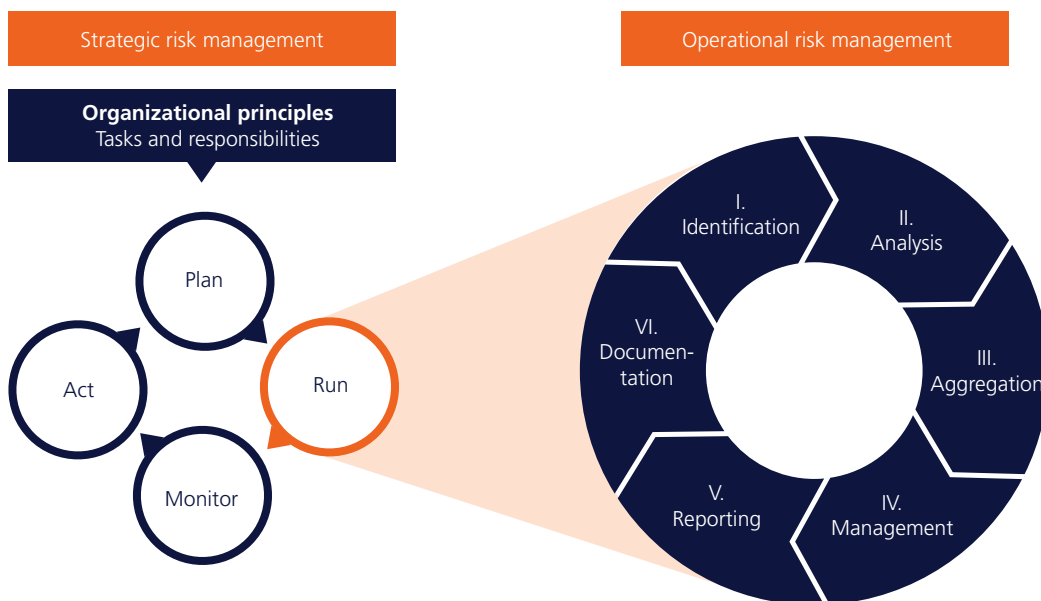 Strategic risk management
Operational risk management
Organizational principles
Tasks and responsibilities
Plan
Run
Monitor
Act
I.
Identification
II.
Analysis
III.
Aggregation
IV.
Management
V.
Reporting
VI.
Documen-
tation